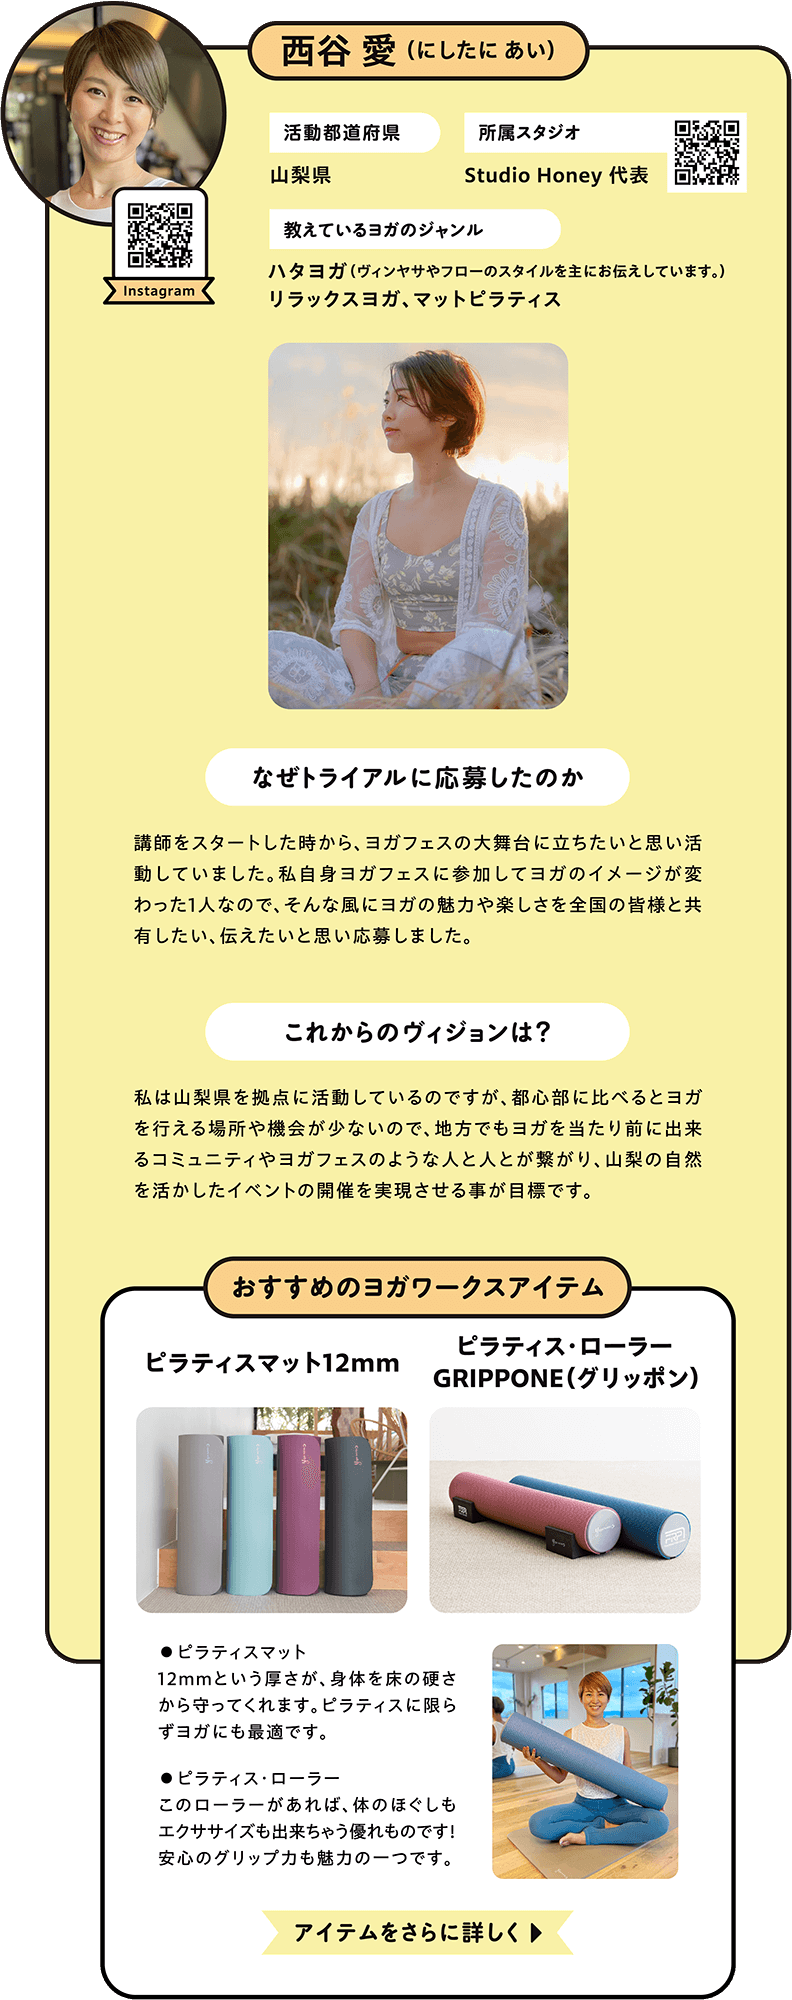 西谷 愛（にしたに あい）
活動都道府県
山梨県
所属スタジオ
Studio Honey 代表
Instagram
教えているヨガのジャンル
ハタヨガ（ヴィンヤサやフローのスタイルを主にお伝えしています。）
リラックスヨガ、マットピラティス
なぜトライアルに応募したのか
講師をスタートした時から、ヨガフェスの大舞台に立ちたいと思い活
動していました。私自身ヨガフェスに参加してヨガのイメージが変
わった1人なので、そんな風にヨガの魅力や楽しさを全国の皆様と共
有したい、伝えたいと思い応募しました。
これからのヴィジョンは？
私は山梨県を拠点に活動しているのですが、都心部に比べるとヨガ
を行える場所や機会が少ないので、地方でもヨガを当たり前に出来
るコミュニティやヨガフェスのような人と人とが繋がり、山梨の自然
を活かしたイベントの開催を実現させる事が目標です。
おすすめのヨガワークスアイテム
ピラティスマット12mm
ピラティス・ローラー
GRIPPONE（グリッポン）
●ピラティスマット
12mmという厚さが、身体を床の硬さ
から守ってくれます。ピラティスに限ら
ずヨガにも最適です。
●ピラティス・ローラー
このローラーがあれば、体のほぐしも
エクササイズも出来ちゃう優れものです！
安心のグリップ力も魅力の一つです。
アイテムをさらに詳しく